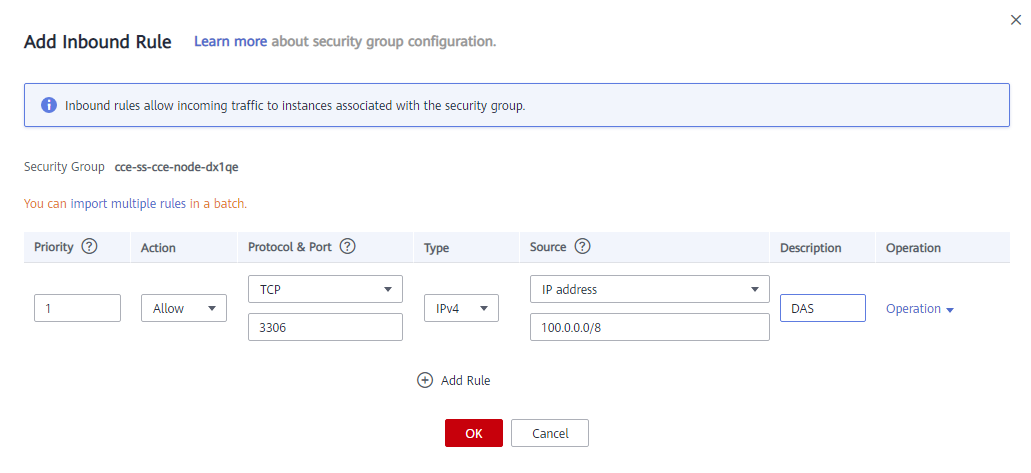 Add Inbound Rule Learn more about security group configuration.
Inbound rules allow incoming traffic to instances associated with the security group.
Security Group cce-ss-cce-node-dx1qe
You can import multiple rules in a batch.
Priority ? Action Protocol & Port ? Type Source ? Description Operation
TCP IP address
1 Allow IPv4 DAS Operation
3306 100.0.0.0/8
Add Rule
OK Cancel